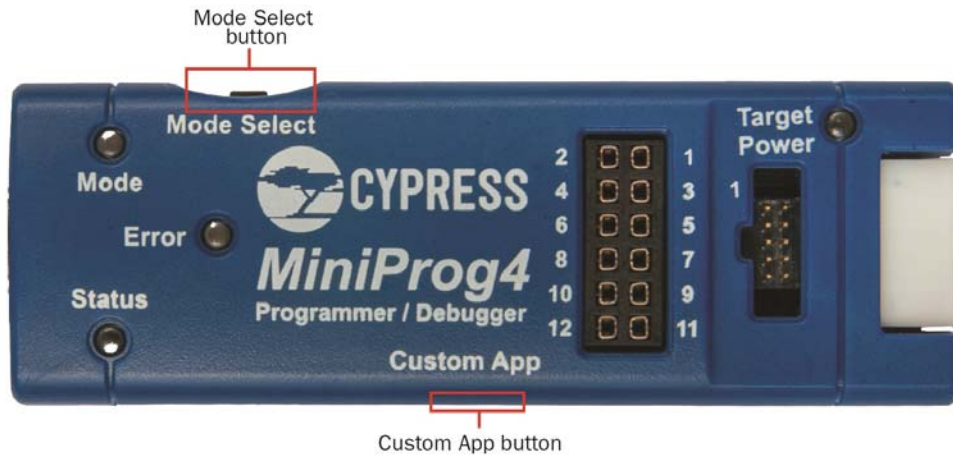 Mode Select
button
Mode Select
Mode
Error
Status
CYPRESS
MiniProg4
Programmer / Debugger
Custom App
2 1
4 3
6 5
8 7
10 9
12 11
Target
Power
1
Custom App button